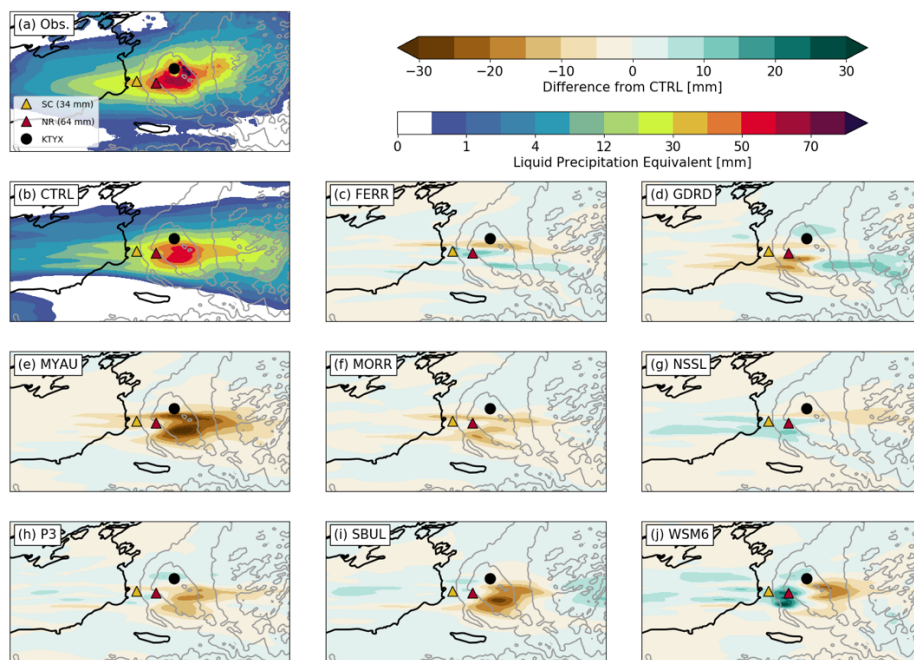 (a) Obs.
SC (34 mm)
NR (64 mm)
KTYX
−30 −20 −10 0 10 20 30
Difference from CTRL [mm]
0 1 4 12 30 50 70
Liquid Precipitation Equivalent [mm]
(b) CTRL
(c) FERR
(d) GDRD
(e) MYAU
(f) MORR
(g) NSSL
(h) P3
(i) SBUL
(j) WSM6